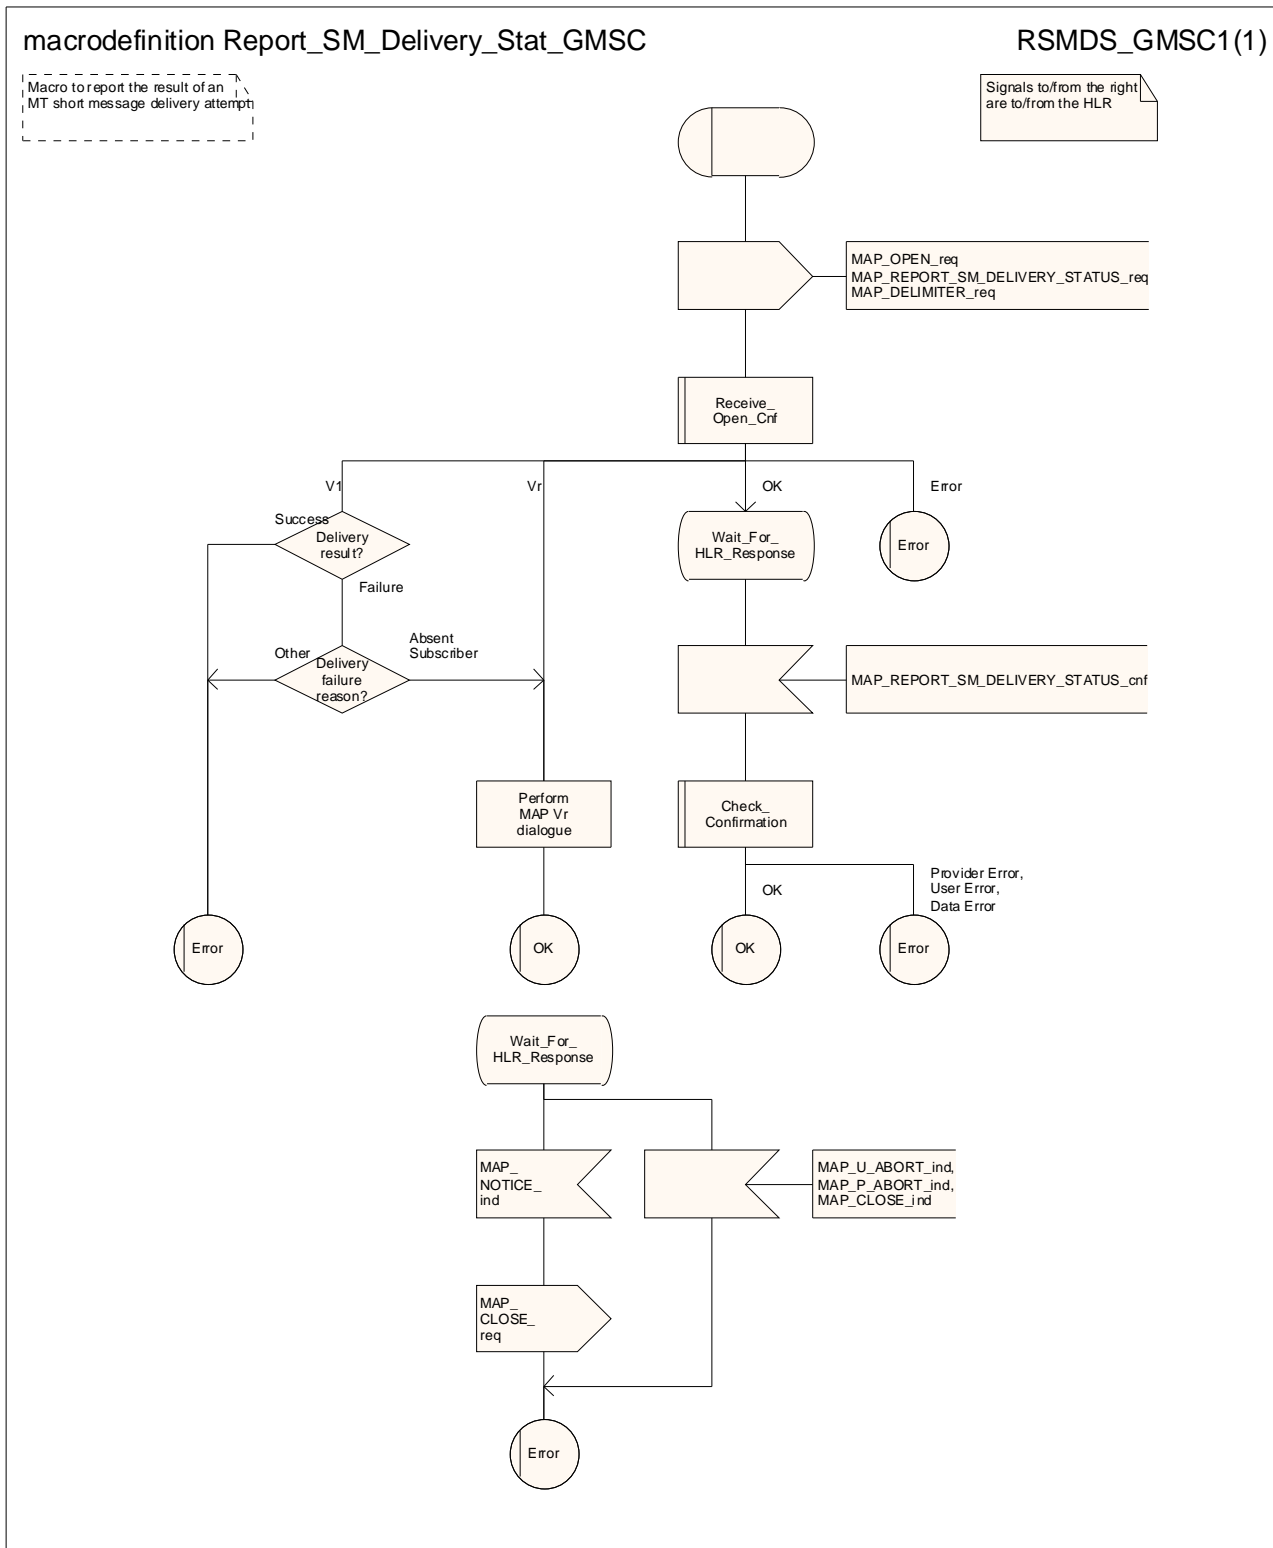 macrodefinition Report_SM_Delivery_Stat_GMSC
RSMDS_GMSC1(1)
Macro to report the result of an
MT short message delivery attempt
Signals to/from the right
are to/from the HLR
MAP_OPEN_req
MAP_REPORT_SM_DELIVERY_STATUS_req
MAP_DELIMITER_req
Receive_
Open_Cnf
V1
Vr
OK
Error
Success
Delivery
result?
Wait_For_
HLR_Response
Error
Failure
Other
Delivery
failure
reason?
Absent
Subscriber
MAP_REPORT_SM_DELIVERY_STATUS_cnf
Perform
MAP Vr
dialogue
Check_
Confirmation
OK
Provider Error,
User Error,
Data Error
Error
OK
OK
Error
Wait_For_
HLR_Response
MAP_
NOTICE_
ind
MAP_U_ABORT_ind,
MAP_P_ABORT_ind,
MAP_CLOSE_ind
MAP_
CLOSE_
req
Error